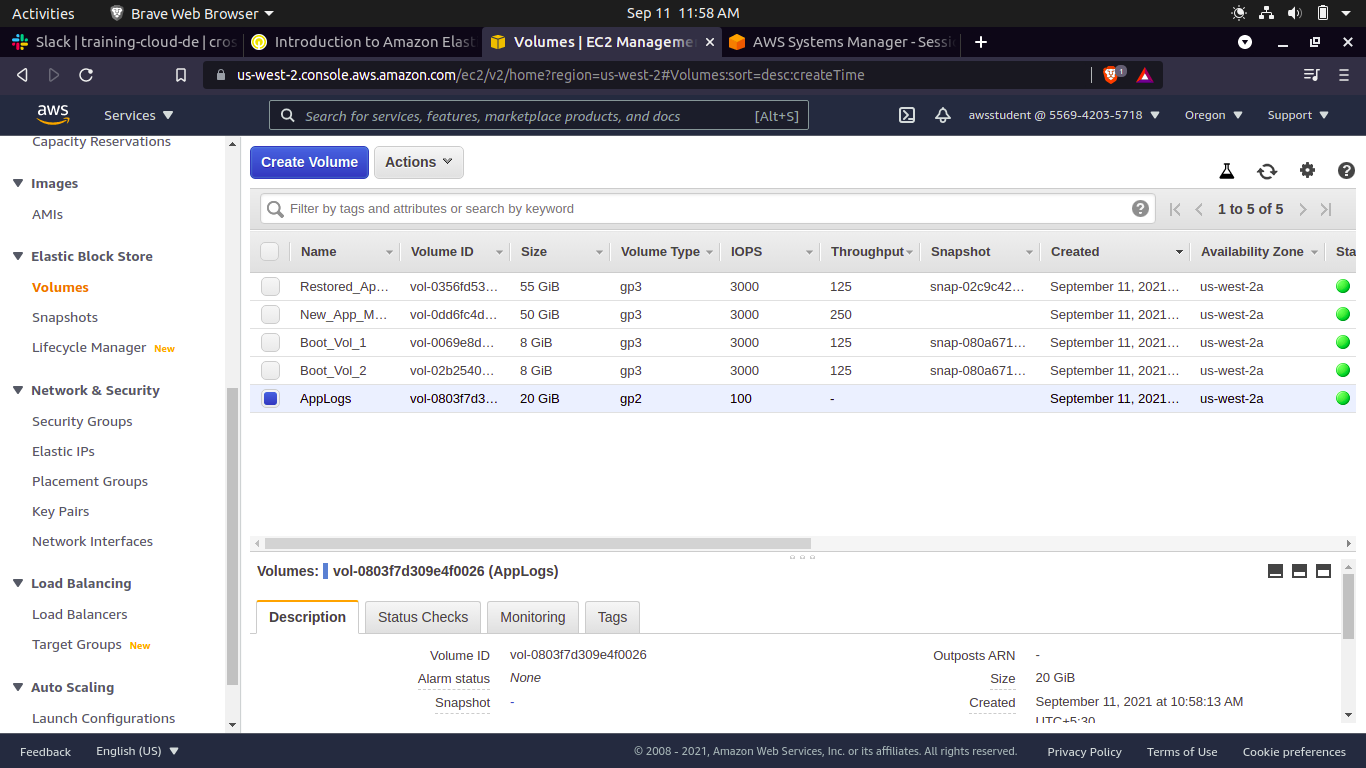 Activities
Brave Web Browser
Sep 11 11:58 AM
Slack | training-cloud-de | cros
Introduction to Amazon Elast
Volumes | EC2 Manageme
AWS Systems Manager - Sessi
us-west-2.console.aws.amazon.com/ec2/v2/home?region=us-west-2#Volumes:sort=desc:createTime
1
aws
Services
Search for services, features, marketplace products, and docs
[Alt+S]
awsstudent @ 5569-4203-5718
Oregon
Support
Capacity Reservations
Images
AMIs
Elastic Block Store
Volumes
Snapshots
Lifecycle Manager New
Network & Security
Security Groups
Elastic IPs
Placement Groups
Key Pairs
Network Interfaces
Load Balancing
Load Balancers
Target Groups New
Auto Scaling
Launch Configurations
Create Volume
Actions
Filter by tags and attributes or search by keyword
1 to 5 of 5
Name Volume ID Size Volume Type IOPS Throughput Snapshot Created Availability Zone Sta
Restored_Ap... vol-0356fd53... 55 GiB gp3 3000 125 snap-02c9c42... September 11, 2021... us-west-2a
New_App_M... vol-0dd6fc4d... 50 GiB gp3 3000 250 September 11, 2021... us-west-2a
Boot_Vol_1 vol-0069e8d... 8 GiB gp3 3000 125 snap-080a671... September 11, 2021... us-west-2a
Boot_Vol_2 vol-02b2540... 8 GiB gp3 3000 125 snap-080a671... September 11, 2021... us-west-2a
AppLogs vol-0803f7d3... 20 GiB gp2 100 - September 11, 2021... us-west-2a
Volumes: vol-0803f7d309e4f0026 (AppLogs)
Description
Status Checks
Monitoring
Tags
Volume ID vol-0803f7d309e4f0026
Alarm status None
Snapshot -
Outposts ARN -
Size 20 GiB
Created September 11, 2021 at 10:58:13 AM
UTC+5:30
Feedback
English (US)
© 2008 - 2021, Amazon Web Services, Inc. or its affiliates. All rights reserved.
Privacy Policy
Terms of Use
Cookie preferences